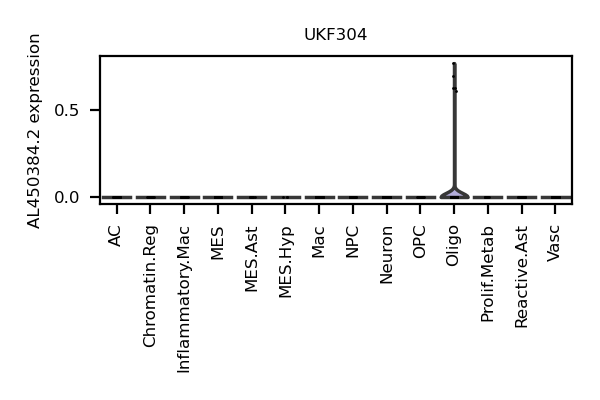 UKF304
AL450384.2 expression
0.5
0.0
AC
Chromatin.Reg
Inflammatory.Mac
MES
MES.Ast
MES.Hyp
Mac
NPC
Neuron
OPC
Oligo
Prolif.Metab
Reactive.Ast
Vasc